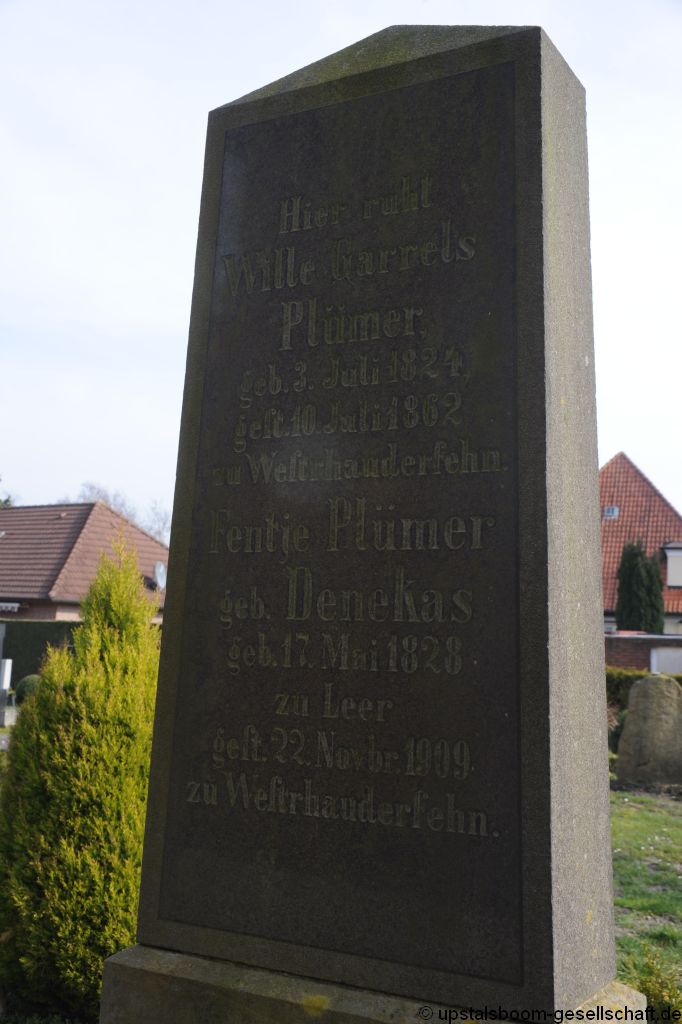 Hier ruht
Wille Garrels
Plümer,
geb. 3. Juli 1824,
geſt. 10. Juli 1862
zu Weſtrhauderfehn.
Fentje Plümer
geb. Denekas
geb. 17. Mai 1828
zu Leer
geſt. 22. Novbr. 1909
zu Weſtrhauderfehn.
© upstalsboom-gesellschaft.de